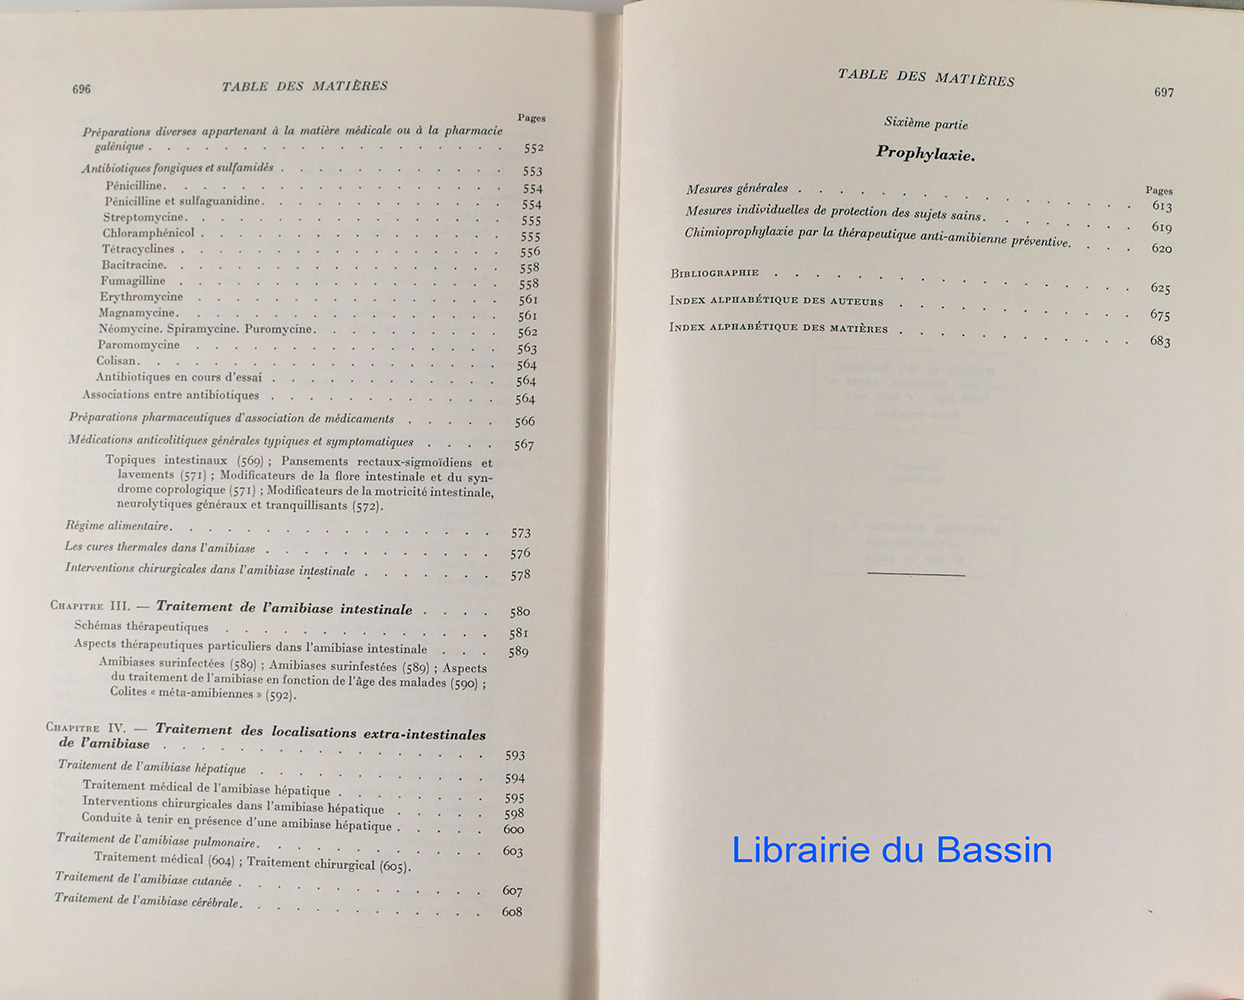 696
TABLE DES MATIÈRES
Pages
Préparations diverses appartenant à la matière médicale ou à la pharmacie
galénique . . . . . . . . . . . . . . . . . 552
Antibiotiques fongiques et sulfamidés . . . . . . . . . . . 553
Pénicilline. . . . . . . . . . . . . . . . 554
Pénicilline et sulfaguanidine. . . . . . . . . . . 554
Streptomycine. . . . . . . . . . . . . . . 555
Chloramphénicol . . . . . . . . . . . . . . 555
Tétracyclines . . . . . . . . . . . . . . . 556
Bacitracine. . . . . . . . . . . . . . . . 558
Fumagilline . . . . . . . . . . . . . . . 558
Erythromycine . . . . . . . . . . . . . . 561
Magnamycine. . . . . . . . . . . . . . . 561
Néomycine. Spiramycine. Puromycine. . . . . . . . . 562
Paromomycine . . . . . . . . . . . . . . 563
Colisan. . . . . . . . . . . . . . . . . 564
Antibiotiques en cours d'essai . . . . . . . . . . . 564
Associations entre antibiotiques . . . . . . . . . . . 564
Préparations pharmaceutiques d'association de médicaments . . . . . 566
Médications anticolitiques générales typiques et symptomatiques . . . . 567
Topiques intestinaux (569) ; Pansements rectaux-sigmoïdiens et
lavements (571) ; Modificateurs de la flore intestinale et du syn-
drome coprologique (571) ; Modificateurs de la motricité intestinale,
neurolytiques généraux et tranquillisants (572).
Régime alimentaire. . . . . . . . . . . . . . . . 573
Les cures thermales dans l'amibiase . . . . . . . . . . . 576
Interventions chirurgicales dans l'amibiase intestinale . . . . . . . 578
CHAPITRE III. — Traitement de l'amibiase intestinale . . . . 580
Schémas thérapeutiques . . . . . . . . . . . . . 581
Aspects thérapeutiques particuliers dans l'amibiase intestinale . . . 589
Amibiases surinfectées (589) ; Amibiases surinfestées (589) ; Aspects
du traitement de l'amibiase en fonction de l'âge des malades (590) ;
Colites « méta-amibiennes » (592).
CHAPITRE IV. — Traitement des localisations extra-intestinales
de l'amibiase . . . . . . . . . . . . . . . . 593
Traitement de l'amibiase hépatique . . . . . . . . . . . 594
Traitement médical de l'amibiase hépatique . . . . . . . . 595
Interventions chirurgicales dans l'amibiase hépatique . . . . . 598
Conduite à tenir en présence d'une amibiase hépatique . . . . . 600
Traitement de l'amibiase pulmonaire. . . . . . . . . . . 603
Traitement médical (604) ; Traitement chirurgical (605).
Traitement de l'amibiase cutanée . . . . . . . . . . . . 607
Traitement de l'amibiase cérébrale. . . . . . . . . . . . 608
TABLE DES MATIÈRES
697
Sixième partie
Prophylaxie.
Pages
Mesures générales . . . . . . . . . . . . . . . 613
Mesures individuelles de protection des sujets sains. . . . . . . 619
Chimioprophylaxie par la thérapeutique anti-amibienne préventive. . . . 620
BIBLIOGRAPHIE . . . . . . . . . . . . . . . . 625
INDEX ALPHABÉTIQUE DES AUTEURS . . . . . . . . . . . 675
INDEX ALPHABÉTIQUE DES MATIÈRES . . . . . . . . . . . 683
Librairie du Bassin